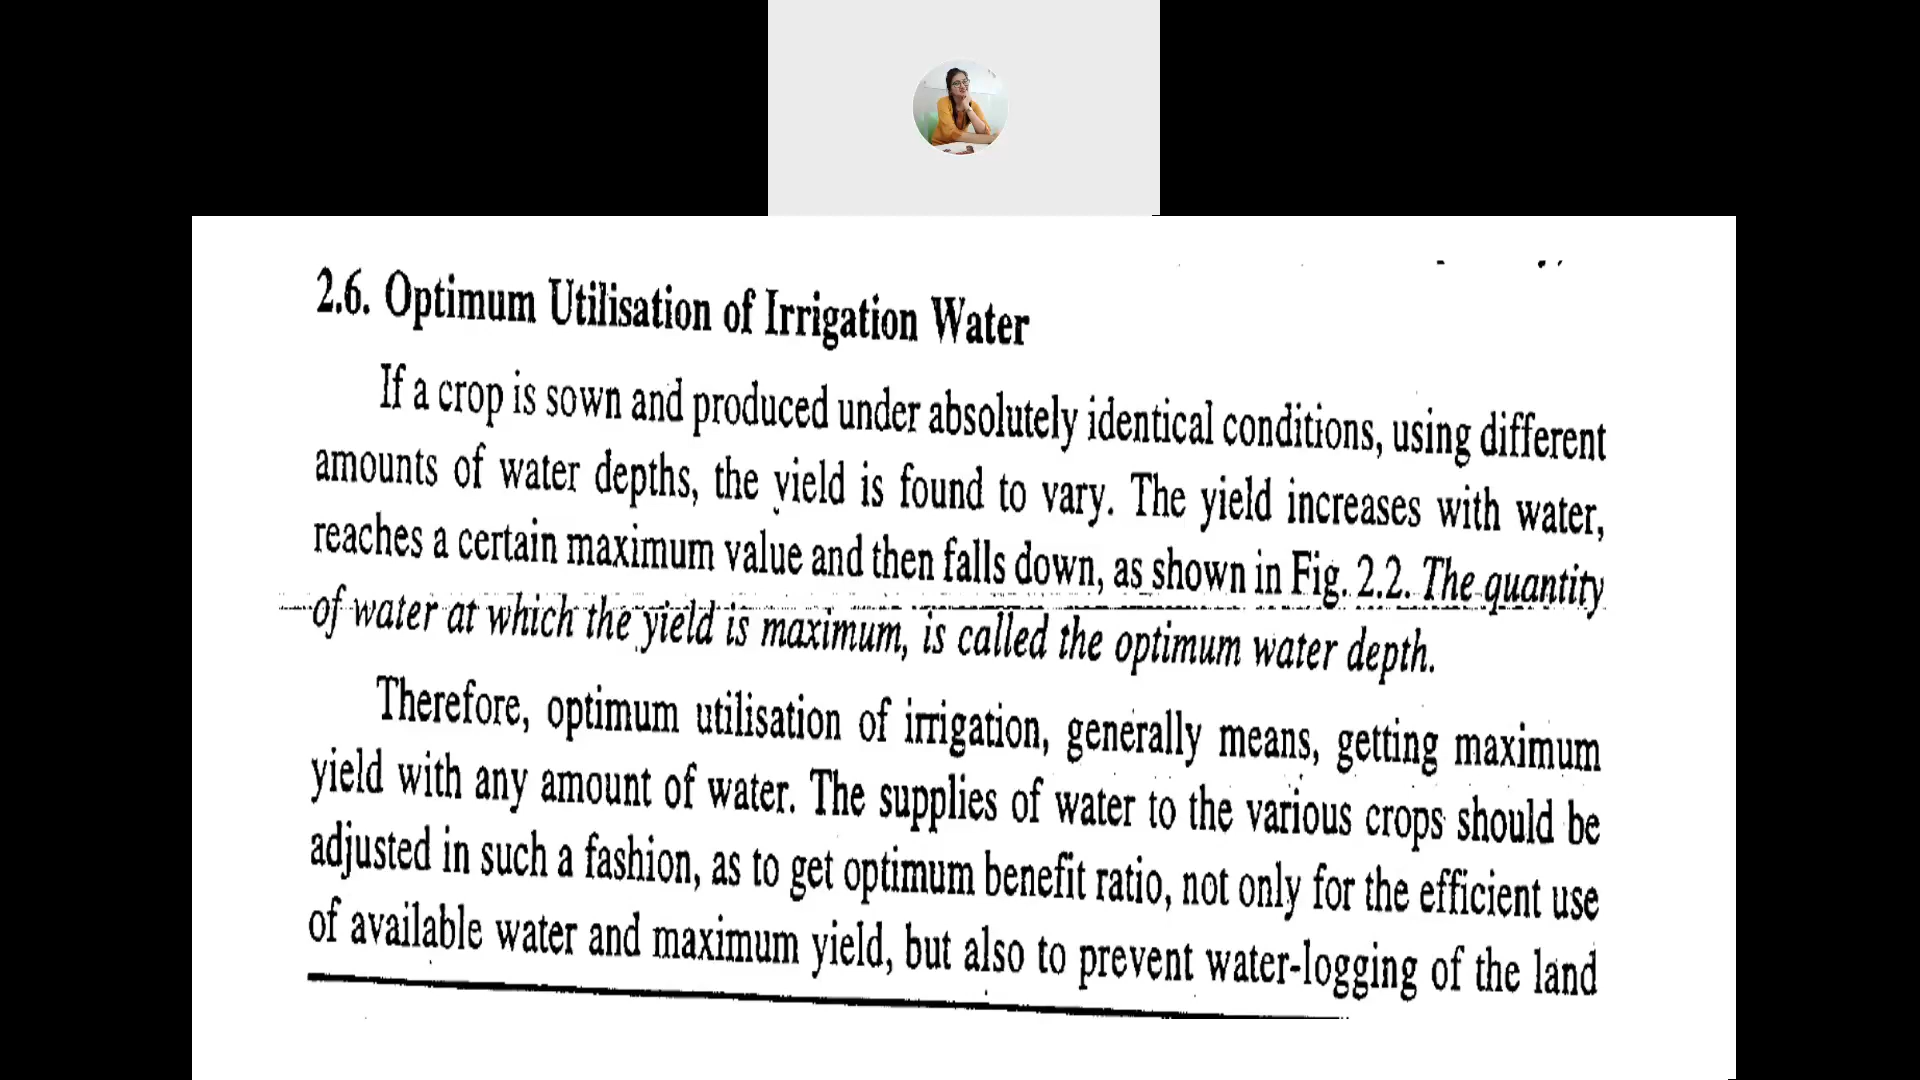 2.6. Optimum Utilisation of Irrigation Water
If a crop is sown and produced under absolutely identical conditions, using different
amounts of water depths, the yield is found to vary. The yield increases with water,
reaches a certain maximum value and then falls down, as shown in Fig. 2.2. The quantity
of water at which the yield is maximum, is called the optimum water depth.
Therefore, optimum utilisation of irrigation, generally means, getting maximum
yield with any amount of water. The supplies of water to the various crops should be
adjusted in such a fashion, as to get optimum benefit ratio, not only for the efficient use
of available water and maximum yield, but also to prevent water-logging of the land